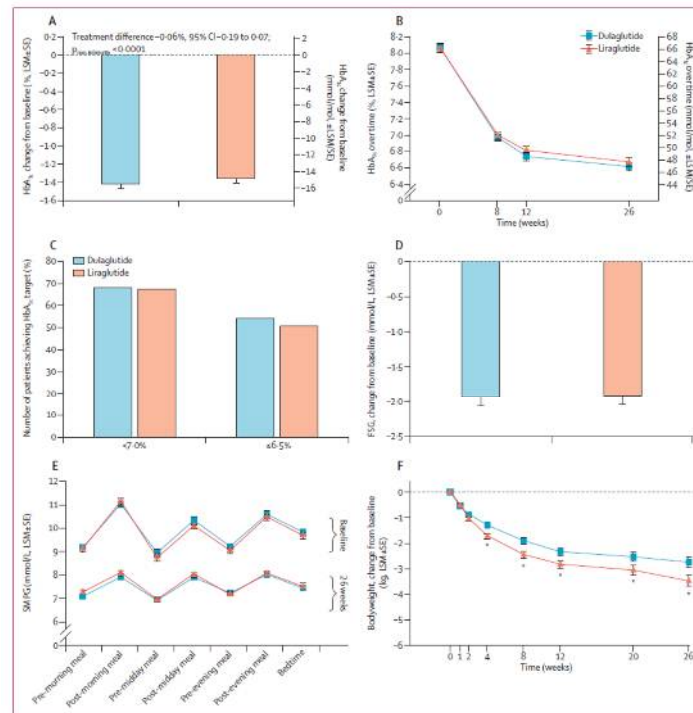 A
Treatment difference–0·06%, 95% CI–0·19 to 0·07;
<0·0001
HbA1c change from baseline (%, LSM±SE)
0·2
0
–0·2
–0·4
–0·6
–0·8
–1·0
–1·2
–1·4
–1·6
2
0
–2
–4
–6
–8
–10
–12
–14
–16
HbA1c change from baseline
(mmol/mol, ±LSM(SE)
B
Dulaglutide
Liraglutide
HbA1c overtime (%, LSM±SE)
8·2
8·0
7·8
7·6
7·4
7·2
7·0
6·8
6·6
6·4
0
68
66
64
62
60
58
56
54
52
50
48
46
44
HbA1c overtime
(mmol/mol, ±LSM(SE)
0
8
12
26
Time (weeks)
C
Dulaglutide
Liraglutide
Number of patients achieving HbA1c target (%)
80
70
60
50
40
30
20
10
0
<7·0%
≤6·5%
D
FSG, change from baseline (mmol/L, LSM±SE)
0
–0·5
–1·0
–1·5
–2·0
–2·5
E
SMPG (mmol/L, LSM±SE)
12
11
10
9
8
7
6
0
Baseline
26 weeks
Pre-morning meal
Post-morning meal
Pre-midday meal
Post-midday meal
Pre-evening meal
Post-evening meal
Bedtime
F
Bodyweight, change from baseline
(kg, LSM ±SE)
0
–1
–2
–3
–4
–5
–6
*
*
*
*
*
0
1
2
4
8
12
20
26
Time (weeks)